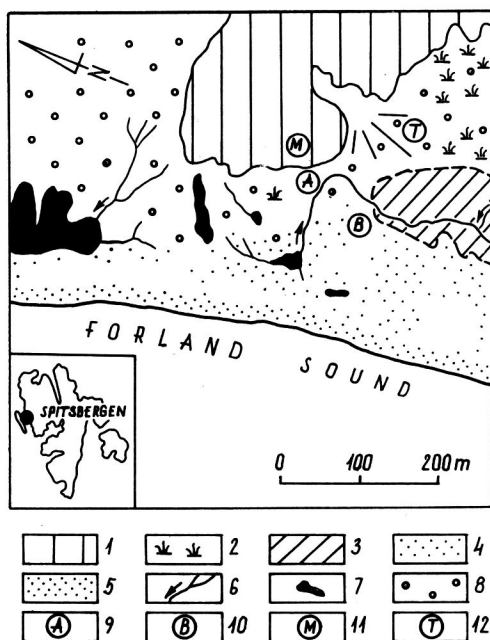 N
M
T
A
B
FORLAND SOUND
SPITSBERGEN
0 100 200 m
1 2 3 4
5 6 7 8
A 9 B 10 M 11 T 12